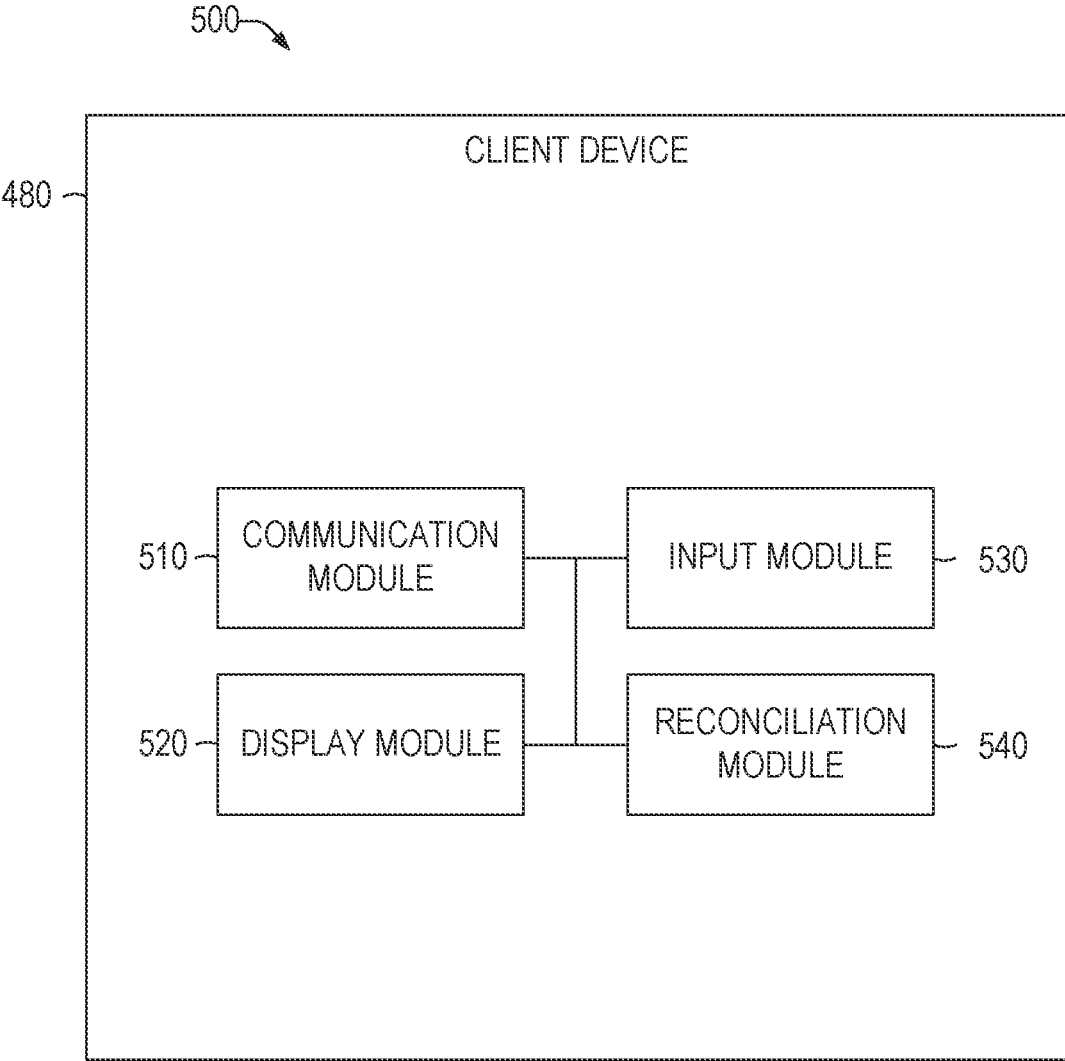 500
CLIENT DEVICE
480
COMMUNICATION
MODULE
510
INPUT MODULE
530
DISPLAY MODULE
520
RECONCILIATION
MODULE
540